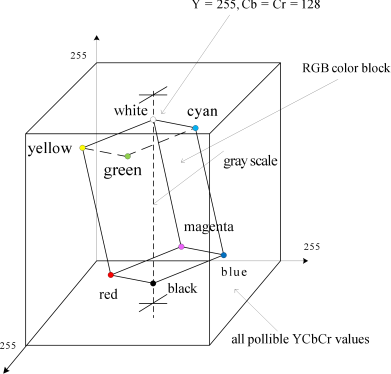 Y = 255, Cb = Cr = 128
255
RGB color block
white
cyan
yellow
green
gray scale
magenta
255
red
black
blue
all pollible YCbCr values
255